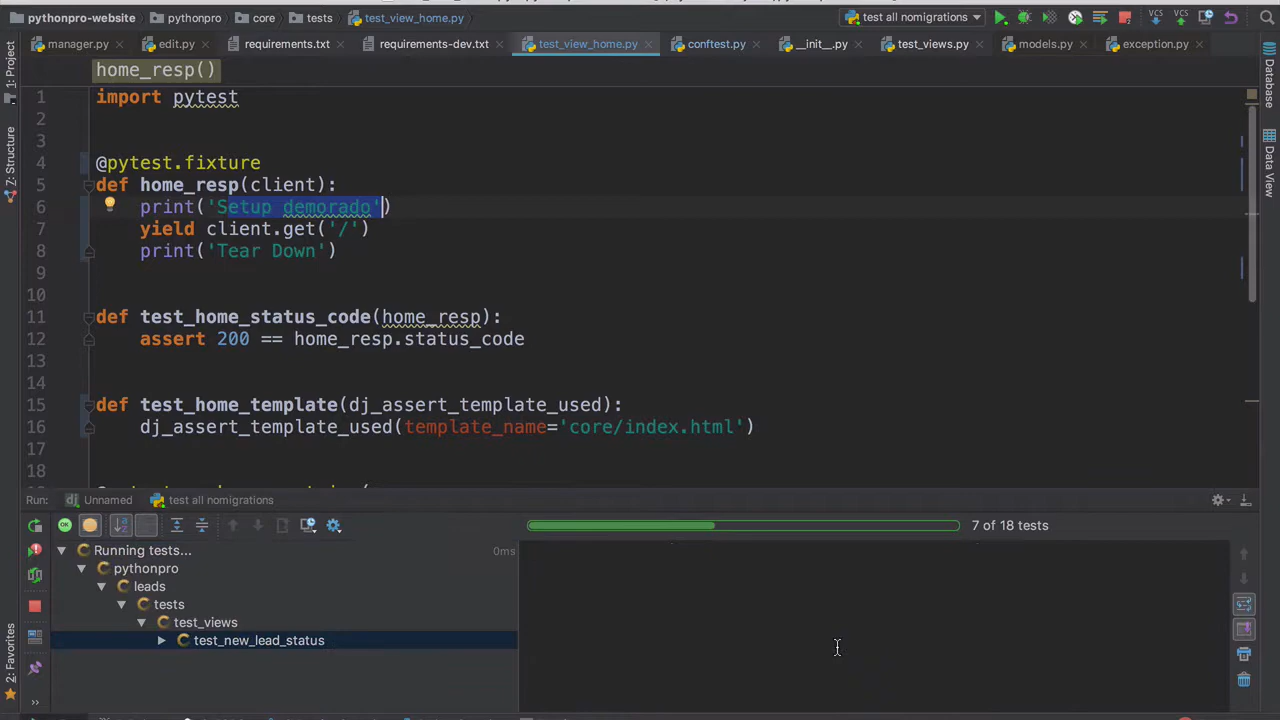 pythonpro-website pythonpro core tests test_view_home.py test all nomigrations
manager.py edit.py requirements.txt requirements-dev.txt test_view_home.py conftest.py __init__.py test_views.py models.py exception.py
home_resp()
1 import pytest
2
3
4 @pytest.fixture
5 def home_resp(client):
6 print('Setup demorado')
7 yield client.get('/')
8 print('Tear Down')
9
10
11 def test_home_status_code(home_resp):
12 assert 200 == home_resp.status_code
13
14
15 def test_home_template(dj_assert_template_used):
16 dj_assert_template_used(template_name='core/index.html')
17
18
Run: dj Unnamed test all nomigrations
OK 7 of 18 tests
Running tests... 0ms
pythonpro
leads
tests
test_views
test_new_lead_status
1: Project
7: Structure
2: Favorites
Database
Data View
VCS VCS